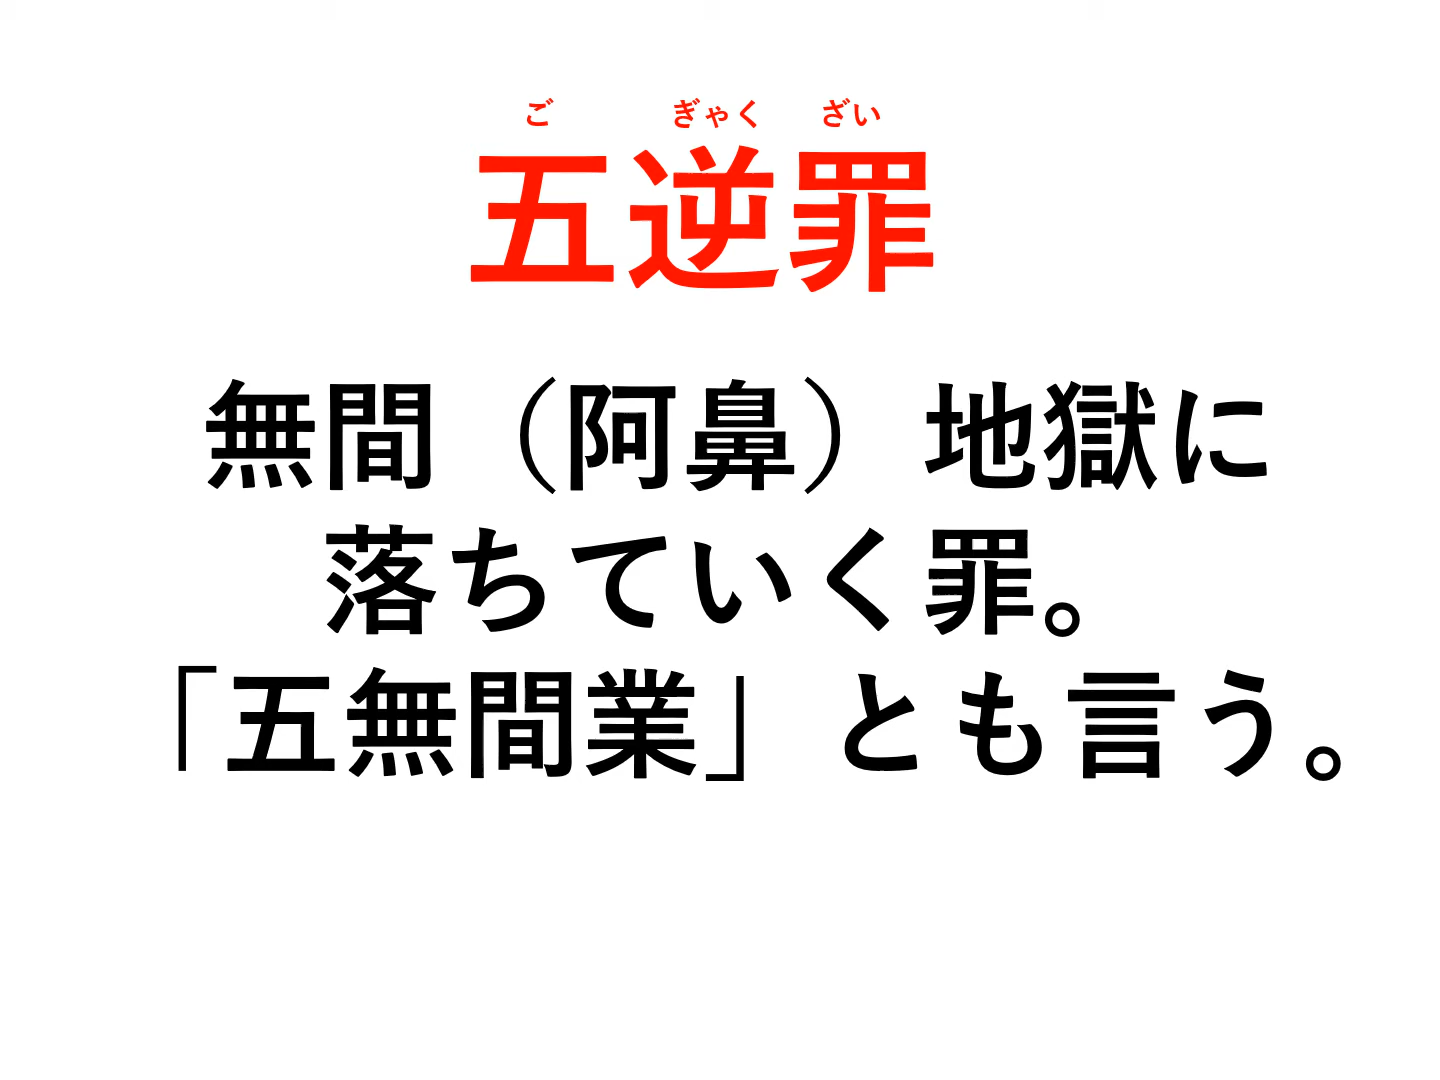 ご ぎゃく ざい
五逆罪
無間（阿鼻）地獄に
落ちていく罪。
「五無間業」とも言う。